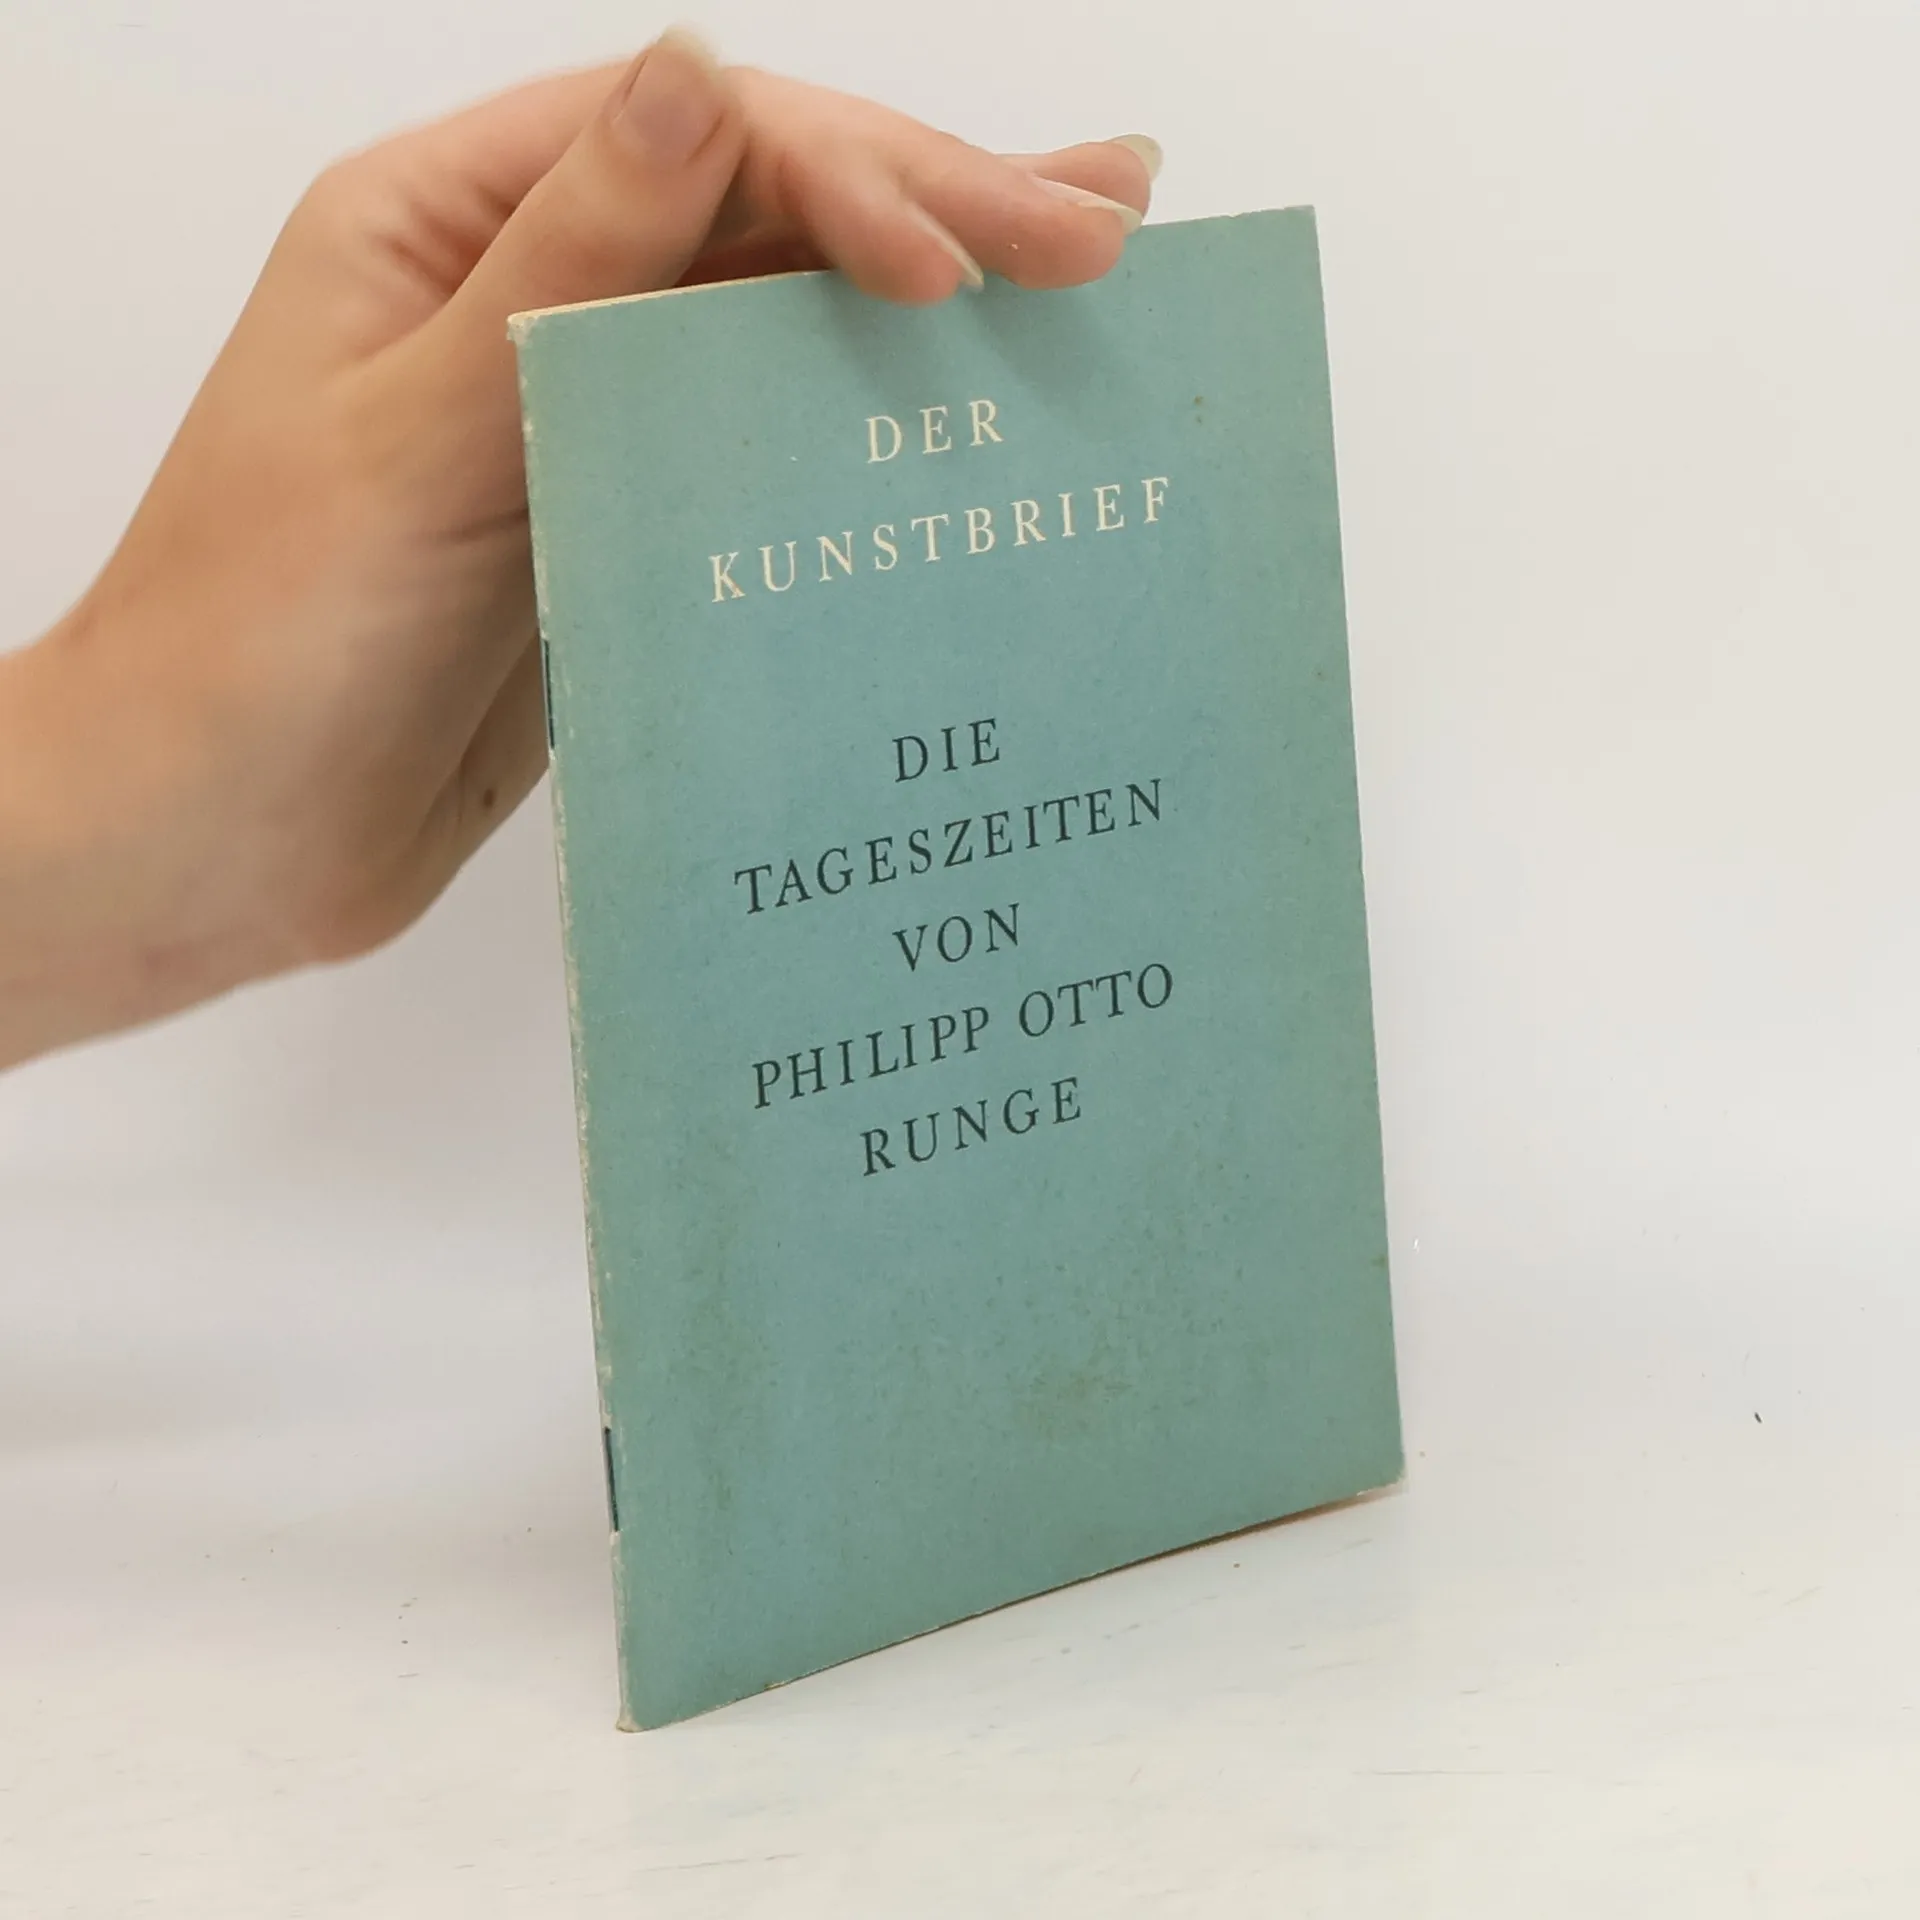 DER
KUNSTBRIEF
DIE
TAGESZEITEN
VON
PHILIPP OTTO
RUNGE